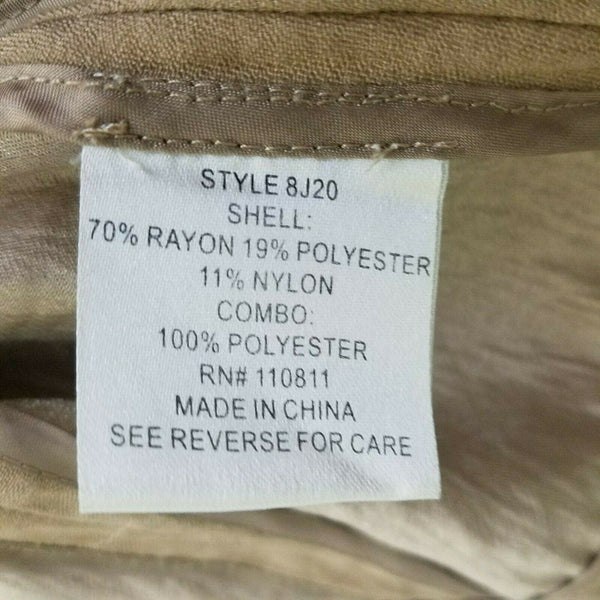 STYLE 8J20
SHELL:
70% RAYON 19% POLYESTER
11% NYLON
COMBO:
100% POLYESTER
RN# 110811
MADE IN CHINA
SEE REVERSE FOR CARE